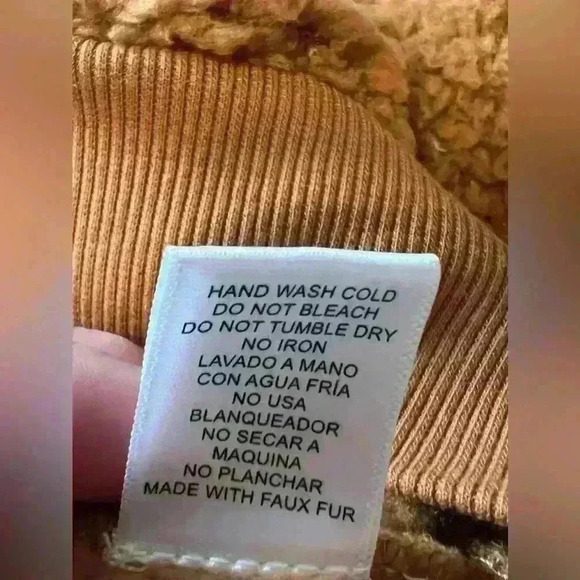 HAND WASH COLD
DO NOT BLEACH
DO NOT TUMBLE DRY
NO IRON
LAVADO A MANO
CON AGUA FRÍA
NO USA
BLANQUEADOR
NO SECAR A
MAQUINA
NO PLANCHAR
MADE WITH FAUX FUR